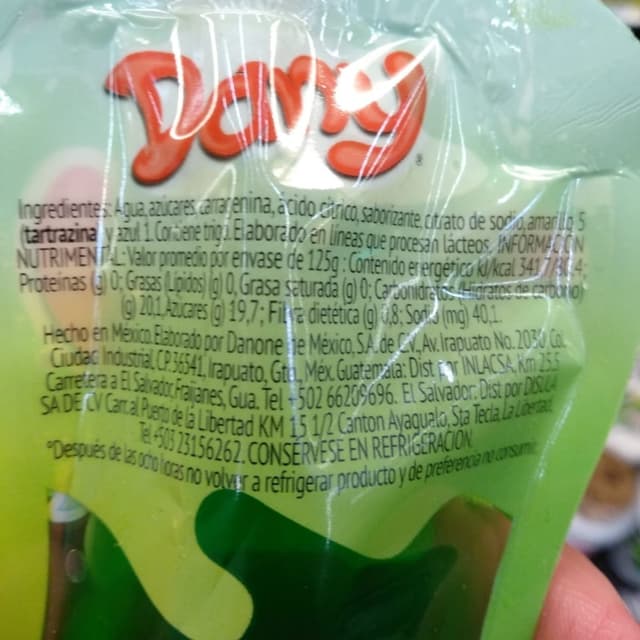 Dany
Ingredientes: Agua, azúcares, carragenina, ácido cítrico, saborizante, citrato de sodio, amarillo 5
(tartrazina) y azul 1. Contiene trigo. Elaborado en líneas que procesan lácteos. INFORMACIÓN
NUTRIMENTAL: Valor promedio por envase de 125g: Contenido energético kJ/kcal 341.7/80.4;
Proteínas (g) 0; Grasas (Lípidos) (g) 0, Grasa saturada (g) 0; Carbohidratos (Hidratos de carbono)
(g) 20.1, Azúcares (g) 19.7; Fibra dietética (g) 0.8; Sodio (mg) 40.1.
Hecho en México. Elaborado por Danone de México, S.A. de C.V., Av. Irapuato No. 2030 Col.
Ciudad Industrial, C.P. 36541, Irapuato, Gto., Méx. Guatemala: Dist por INLACSA, Km 25.5
Carretera a El Salvador, Fraijanes, Gua. Tel +502 66209696. El Salvador: Dist por
SA DE CV Carr. al Puerto de la Libertad KM 15 1/2 Canton Ayagualo, Sta Tecla, La Libertad,
Tel +503 23156262. CONSÉRVESE EN REFRIGERACIÓN.
°Después de las ocho horas no volver a refrigerar producto y de preferencia no consumir.